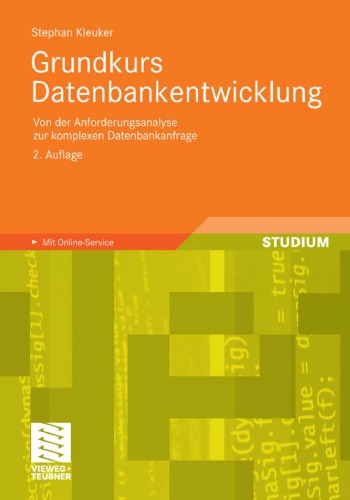 Stephan Kleuker
Grundkurs
Datenbankentwicklung
Von der Anforderungsanalyse
zur komplexen Datenbankanfrage
2. Auflage
Mit Online-Service
STUDIUM
VIEWEG+
TEUBNER